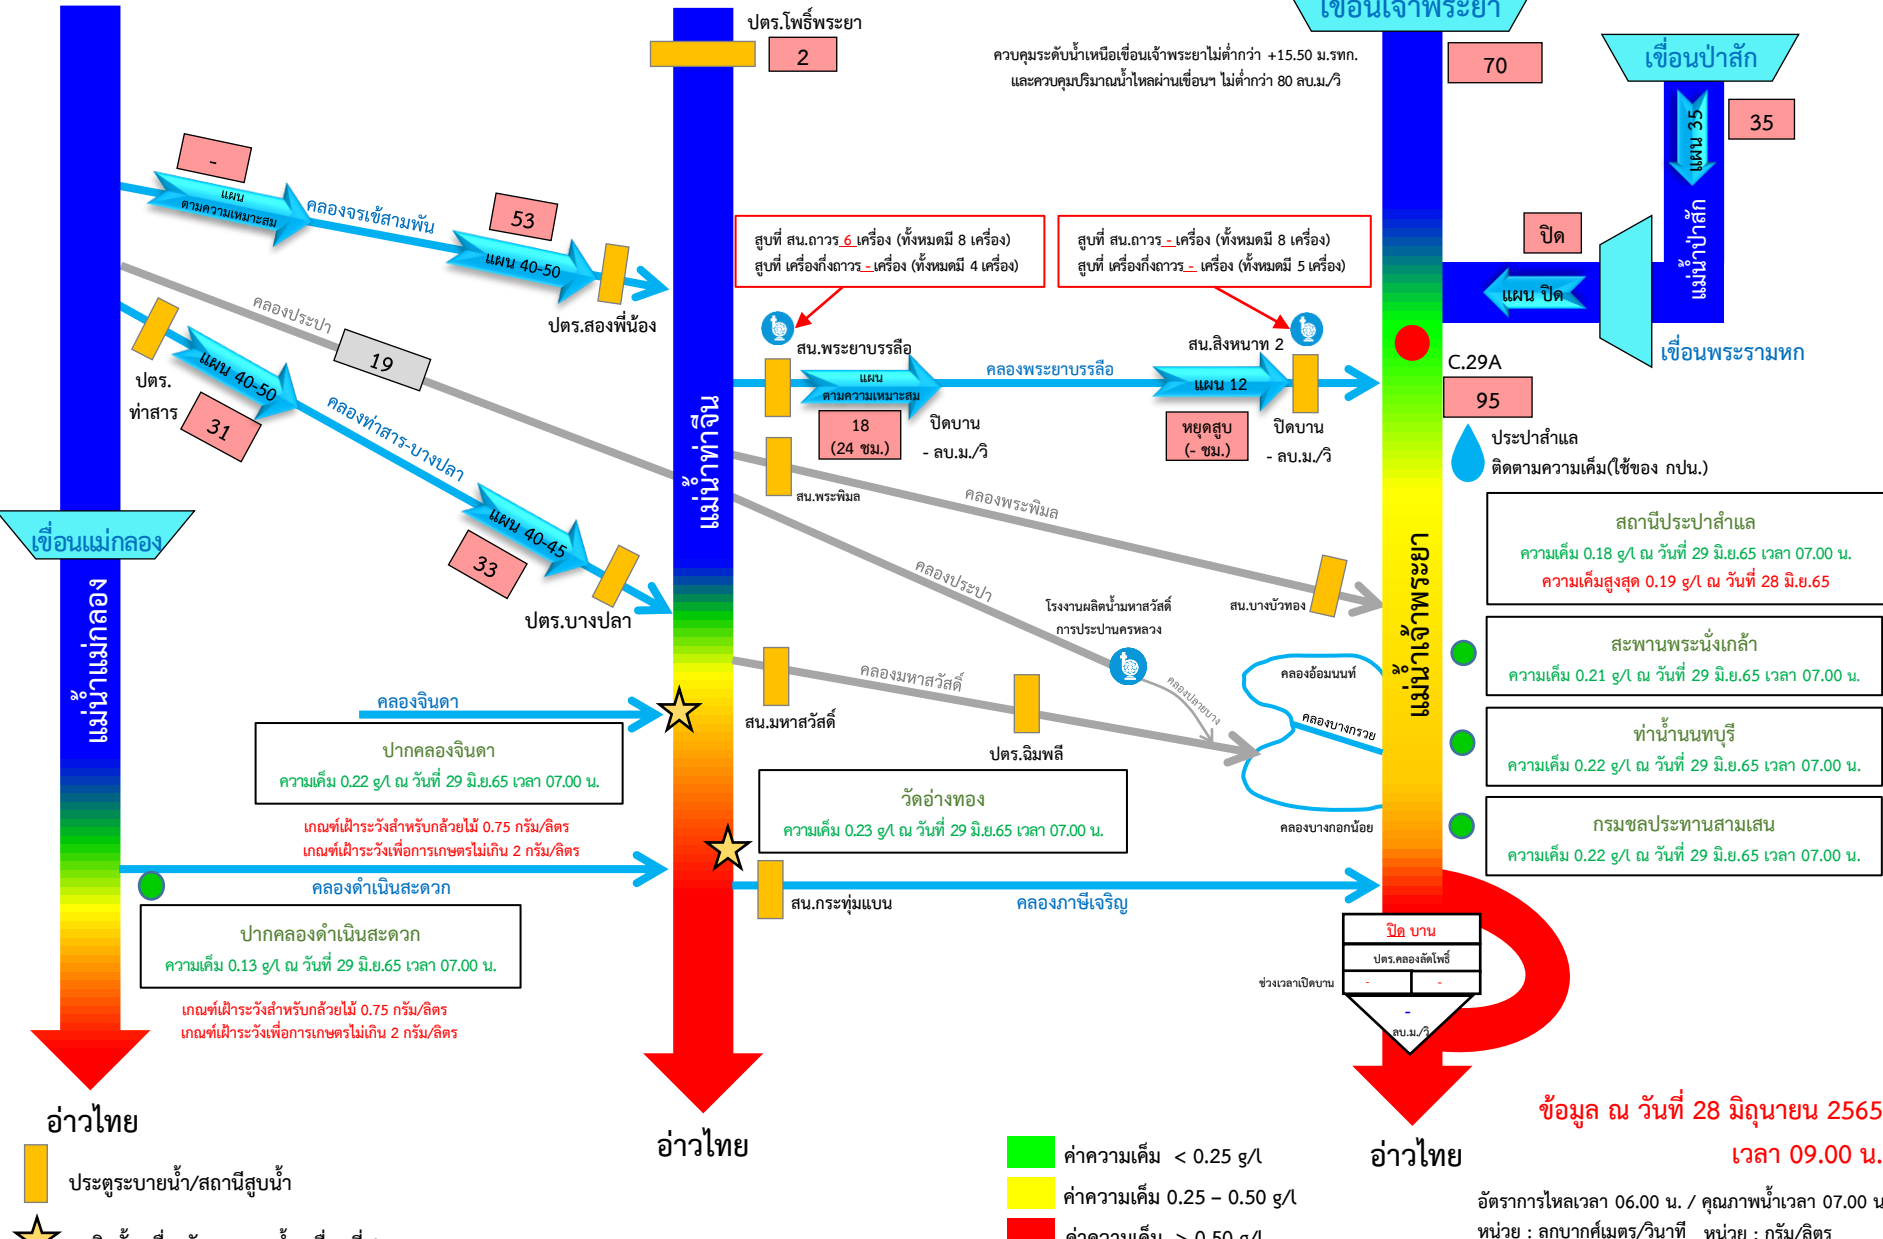 เขื่อนเจ้าพระยา
ปตร.โพธิ์พระยา
2
ควบคุมระดับน้ำเหนือเขื่อนเจ้าพระยาไม่ต่ำกว่า +15.50 ม.รทก.
และควบคุมปริมาณน้ำไหลผ่านเขื่อนฯ ไม่ต่ำกว่า 80 ลบ.ม./วิ
70
เขื่อนป่าสัก
35
แผน 35
แม่น้ำป่าสัก
-
แผน
ตามความเหมาะสม
คลองจรเข้สามพัน
53
แผน 40-50
ปตร.สองพี่น้อง
สูบที่ สน.ถาวร 6 เครื่อง (ทั้งหมดมี 8 เครื่อง)
สูบที่ เครื่องกึ่งถาวร - เครื่อง (ทั้งหมดมี 4 เครื่อง)
สูบที่ สน.ถาวร - เครื่อง (ทั้งหมดมี 8 เครื่อง)
สูบที่ เครื่องกึ่งถาวร - เครื่อง (ทั้งหมดมี 5 เครื่อง)
ปิด
แผน ปิด
เขื่อนพระรามหก
คลองประปา
19
ปตร.
ท่าสาร
แผน 40-50
31
คลองท่าสาร-บางปลา
แผน 40-45
33
ปตร.บางปลา
แม่น้ำท่าจีน
สน.พระยาบรรลือ
แผน
ตามความเหมาะสม
18
(24 ชม.)
ปิดบาน
- ลบ.ม./วิ
คลองพระยาบรรลือ
สน.สิงหนาท 2
แผน 12
หยุดสูบ
(- ชม.)
ปิดบาน
- ลบ.ม./วิ
C.29A
95
ประปาสำแล
ติดตามความเค็ม(ใช้ของ กปน.)
สน.พระพิมล
คลองพระพิมล
สน.บางบัวทอง
คลองประปา
โรงงานผลิตน้ำมหาสวัสดิ์
การประปานครหลวง
คลองปลายบาง
เขื่อนแม่กลอง
แม่น้ำแม่กลอง
แม่น้ำเจ้าพระยา
สถานีประปาสำแล
ความเค็ม 0.18 g/l ณ วันที่ 29 มิ.ย.65 เวลา 07.00 น.
ความเค็มสูงสุด 0.19 g/l ณ วันที่ 28 มิ.ย.65
สะพานพระนั่งเกล้า
ความเค็ม 0.21 g/l ณ วันที่ 29 มิ.ย.65 เวลา 07.00 น.
ท่าน้ำนนทบุรี
ความเค็ม 0.22 g/l ณ วันที่ 29 มิ.ย.65 เวลา 07.00 น.
กรมชลประทานสามเสน
ความเค็ม 0.22 g/l ณ วันที่ 29 มิ.ย.65 เวลา 07.00 น.
คลองมหาสวัสดิ์
สน.มหาสวัสดิ์
ปตร.ฉิมพลี
คลองอ้อมนนท์
คลองบางกรวย
คลองบางกอกน้อย
คลองจินดา
ปากคลองจินดา
ความเค็ม 0.22 g/l ณ วันที่ 29 มิ.ย.65 เวลา 07.00 น.
เกณฑ์เฝ้าระวังสำหรับกล้วยไม้ 0.75 กรัม/ลิตร
เกณฑ์เฝ้าระวังเพื่อการเกษตรไม่เกิน 2 กรัม/ลิตร
วัดอ่างทอง
ความเค็ม 0.23 g/l ณ วันที่ 29 มิ.ย.65 เวลา 07.00 น.
คลองดำเนินสะดวก
ปากคลองดำเนินสะดวก
ความเค็ม 0.13 g/l ณ วันที่ 29 มิ.ย.65 เวลา 07.00 น.
เกณฑ์เฝ้าระวังสำหรับกล้วยไม้ 0.75 กรัม/ลิตร
เกณฑ์เฝ้าระวังเพื่อการเกษตรไม่เกิน 2 กรัม/ลิตร
สน.กระทุ่มแบน
คลองภาษีเจริญ
ปิด บาน
ปตร.คลองลัดโพธิ์
ช่วงเวลาเปิดบาน
-
-
-
ลบ.ม./วิ
อ่าวไทย
อ่าวไทย
อ่าวไทย
ข้อมูล ณ วันที่ 28 มิถุนายน 2565
เวลา 09.00 น.
อัตราการไหลเวลา 06.00 น. / คุณภาพน้ำเวลา 07.00 น
หน่วย : ลูกบาศก์เมตร/วินาที หน่วย : กรัม/ลิตร
ประตูระบายน้ำ/สถานีสูบน้ำ
ค่าความเค็ม < 0.25 g/l
ค่าความเค็ม 0.25 – 0.50 g/l
ค่าความเค็ม > 0.50 g/l